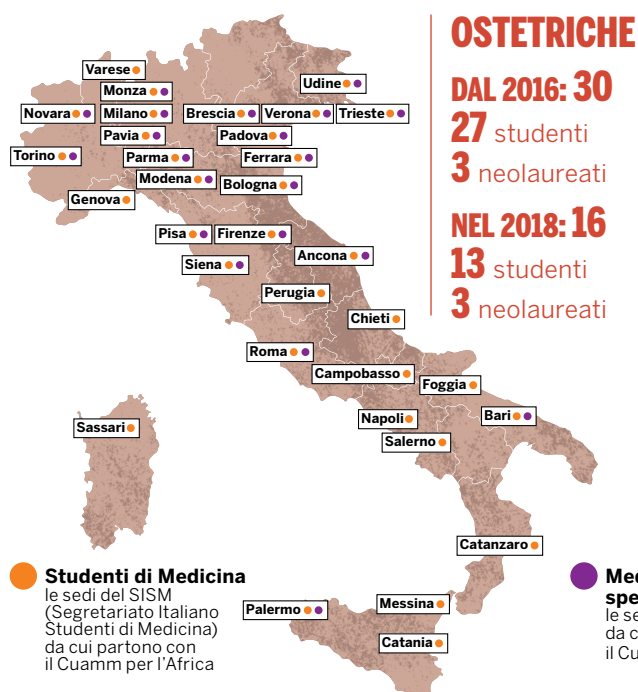 OSTETRICHE
DAL 2016: 30
27 studenti
3 neolaureati
NEL 2018: 16
13 studenti
3 neolaureati
Varese
Monza
Udine
Novara
Milano
Brescia
Verona
Trieste
Pavia
Padova
Torino
Parma
Ferrara
Modena
Bologna
Genova
Pisa
Firenze
Ancona
Siena
Perugia
Chieti
Roma
Campobasso
Foggia
Sassari
Napoli
Bari
Salerno
Catanzaro
Palermo
Messina
Catania
Studenti di Medicina
le sedi del SISM
(Segretariato Italiano
Studenti di Medicina)
da cui partono con
il Cuamm per l'Africa
le
da
il